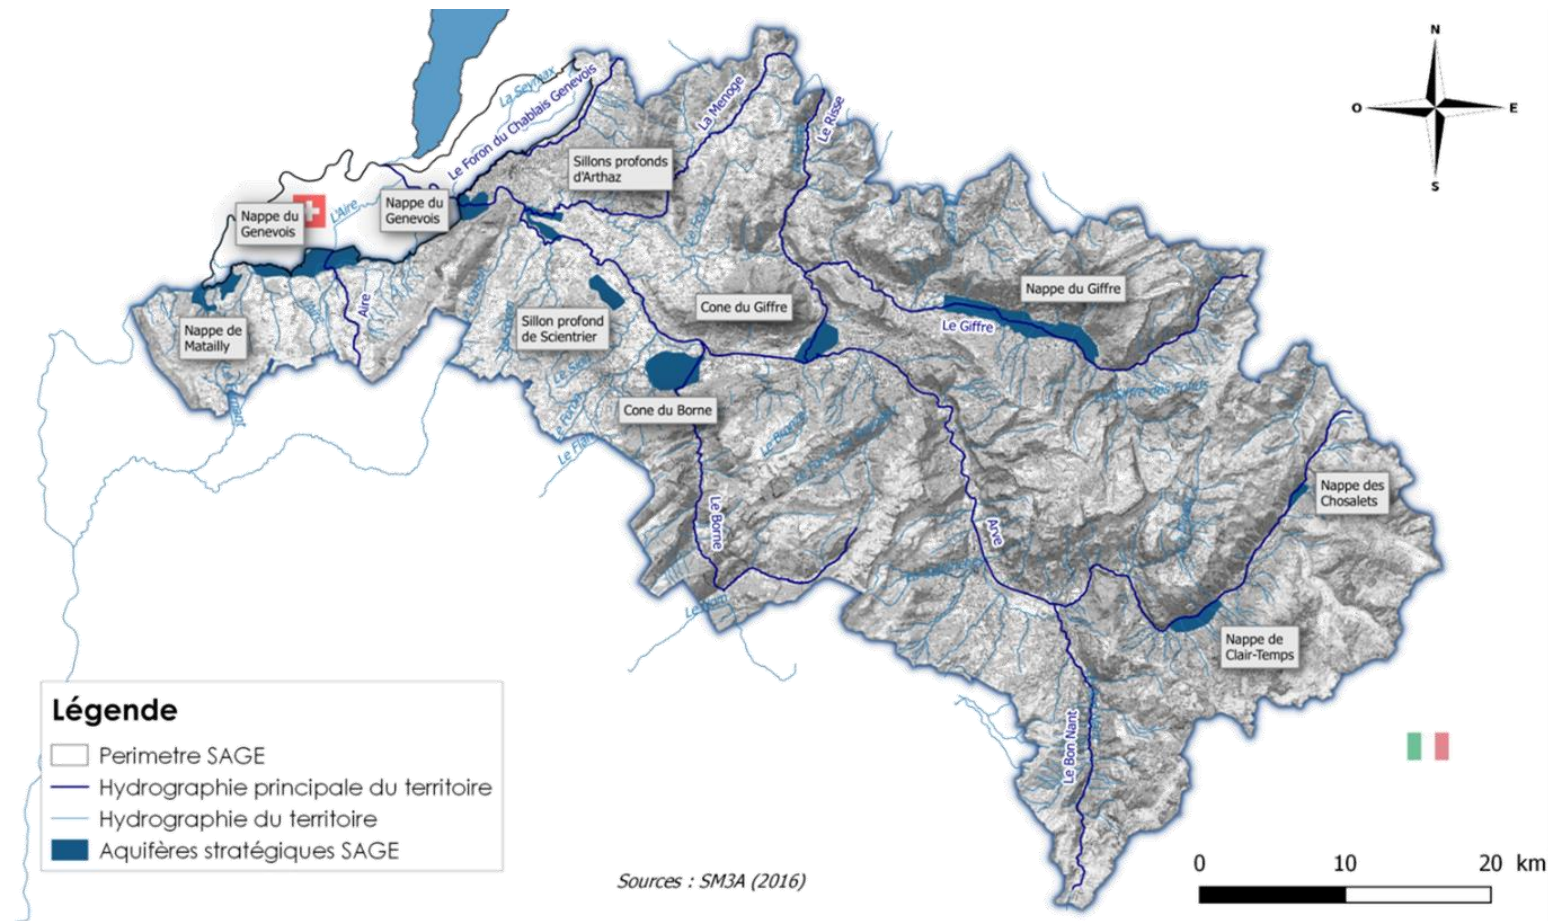 N
O
E
S
La Seymaz
Le Foron du Chablais Genevois
La Menoge
Le Risse
Sillons profonds
d'Arthaz
Nappe du
Genevois
L'Aire
Nappe du
Genevois
Aire
Nappe de
Matailly
Sillon profond
de Scientrier
Cone du Giffre
Nappe du Giffre
Le Giffre
Cone du Borne
Le Borne
Arve
Nappe des
Chosalets
Nappe de
Clair-Temps
Le Bon Nant
Légende
Perimetre SAGE
Hydrographie principale du territoire
Hydrographie du territoire
Aquifères stratégiques SAGE
Sources : SM3A (2016)
0 10 20 km